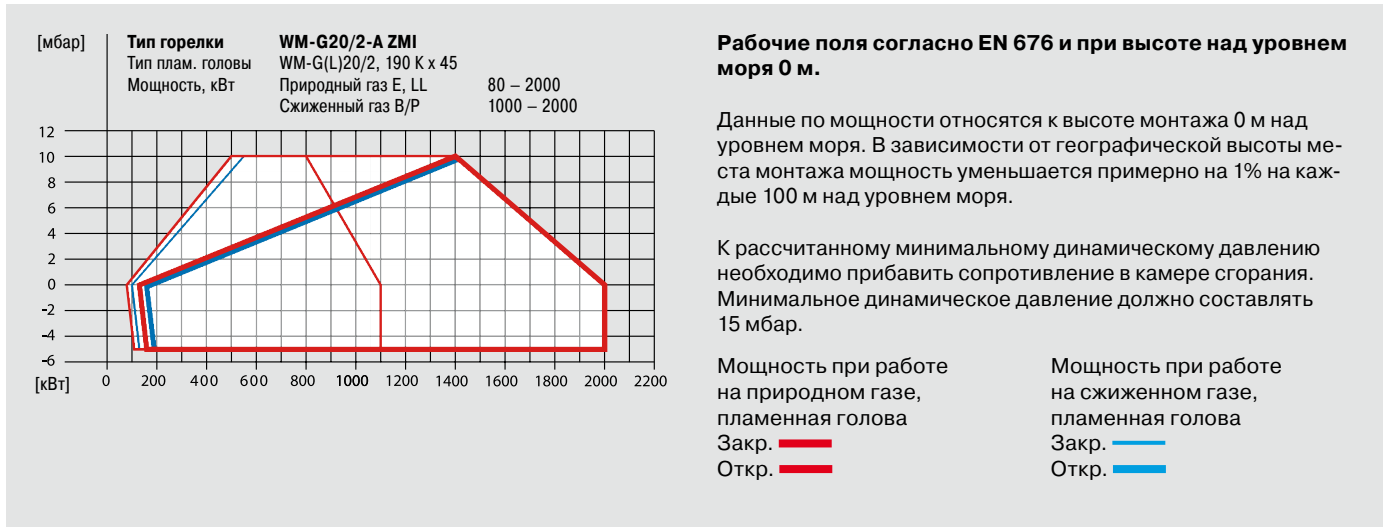 [мбар]
Тип горелки WM-G20/2-A ZMI
Тип плам. головы WM-G(L)20/2, 190 K x 45
Мощность, кВт Природный газ E, LL 80 – 2000
Сжиженный газ B/P 1000 – 2000
12
10
8
6
4
2
0
-2
-4
-6
[кВт] 0 200 400 600 800 1000 1200 1400 1600 1800 2000 2200
Рабочие поля согласно EN 676 и при высоте над уровнем
моря 0 м.
Данные по мощности относятся к высоте монтажа 0 м над
уровнем моря. В зависимости от географической высоты ме-
ста монтажа мощность уменьшается примерно на 1% на каж-
дые 100 м над уровнем моря.
К рассчитанному минимальному динамическому давлению
необходимо прибавить сопротивление в камере сгорания.
Минимальное динамическое давление должно составлять
15 мбар.
Мощность при работе
на природном газе,
пламенная голова
Закр.
Откр.
Мощность при работе
на сжиженном газе,
пламенная голова
Закр.
Откр.